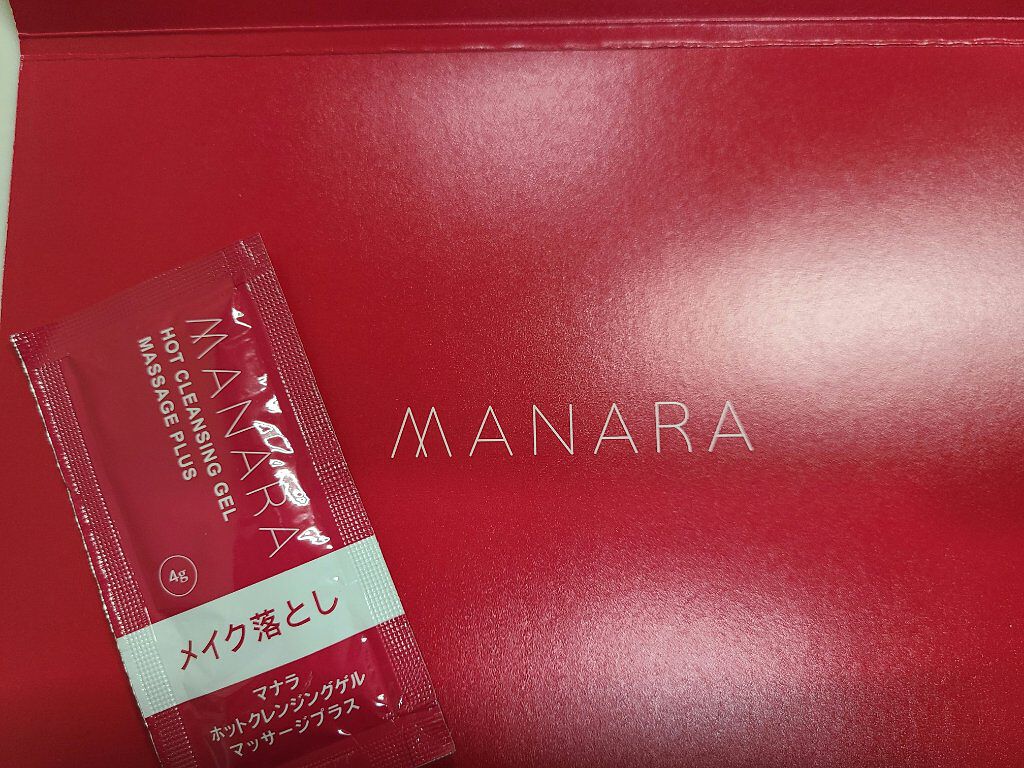 MANARA
HOT CLEANSING GEL
MASSAGE PLUS
4g
メイク落とし
マナラ
ホットクレンジングゲル
マッサージプラス
MANARA